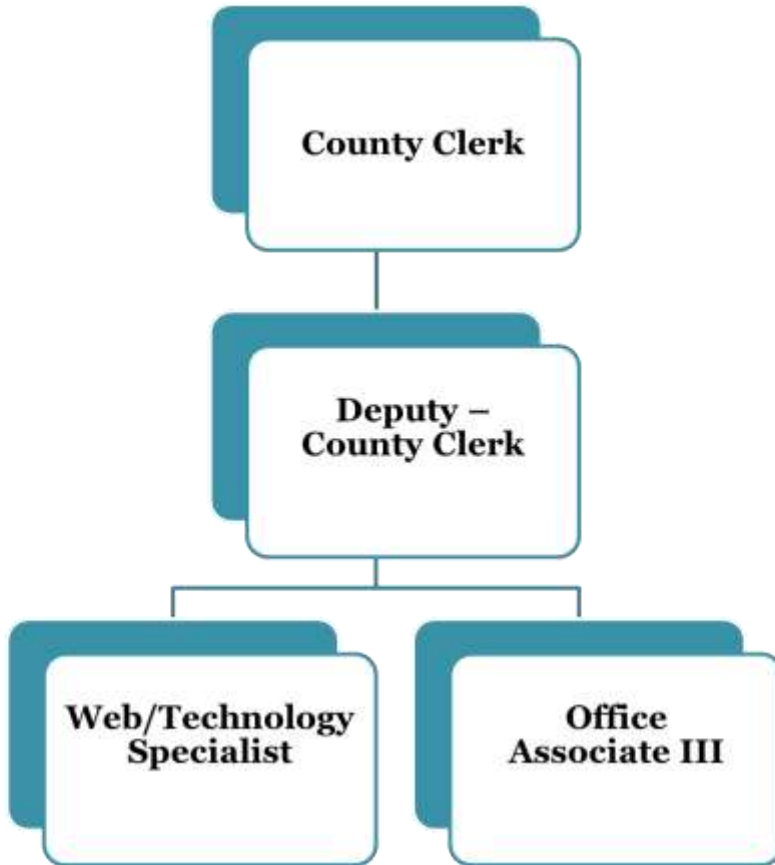 County Clerk
Deputy –
County Clerk
Web/Technology
Specialist
Office
Associate III